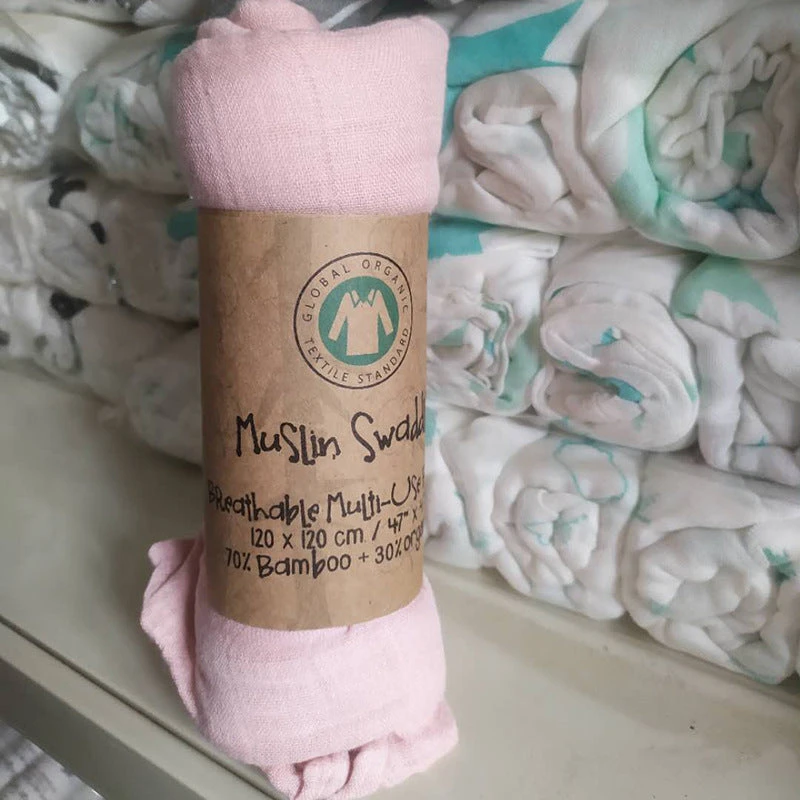 GLOBAL ORGANIC
TEXTILE STANDARD
Muslin Swadd
BReathable Multi-Use
120 x 120 cm / 47" x
70% Bamboo + 30% orga